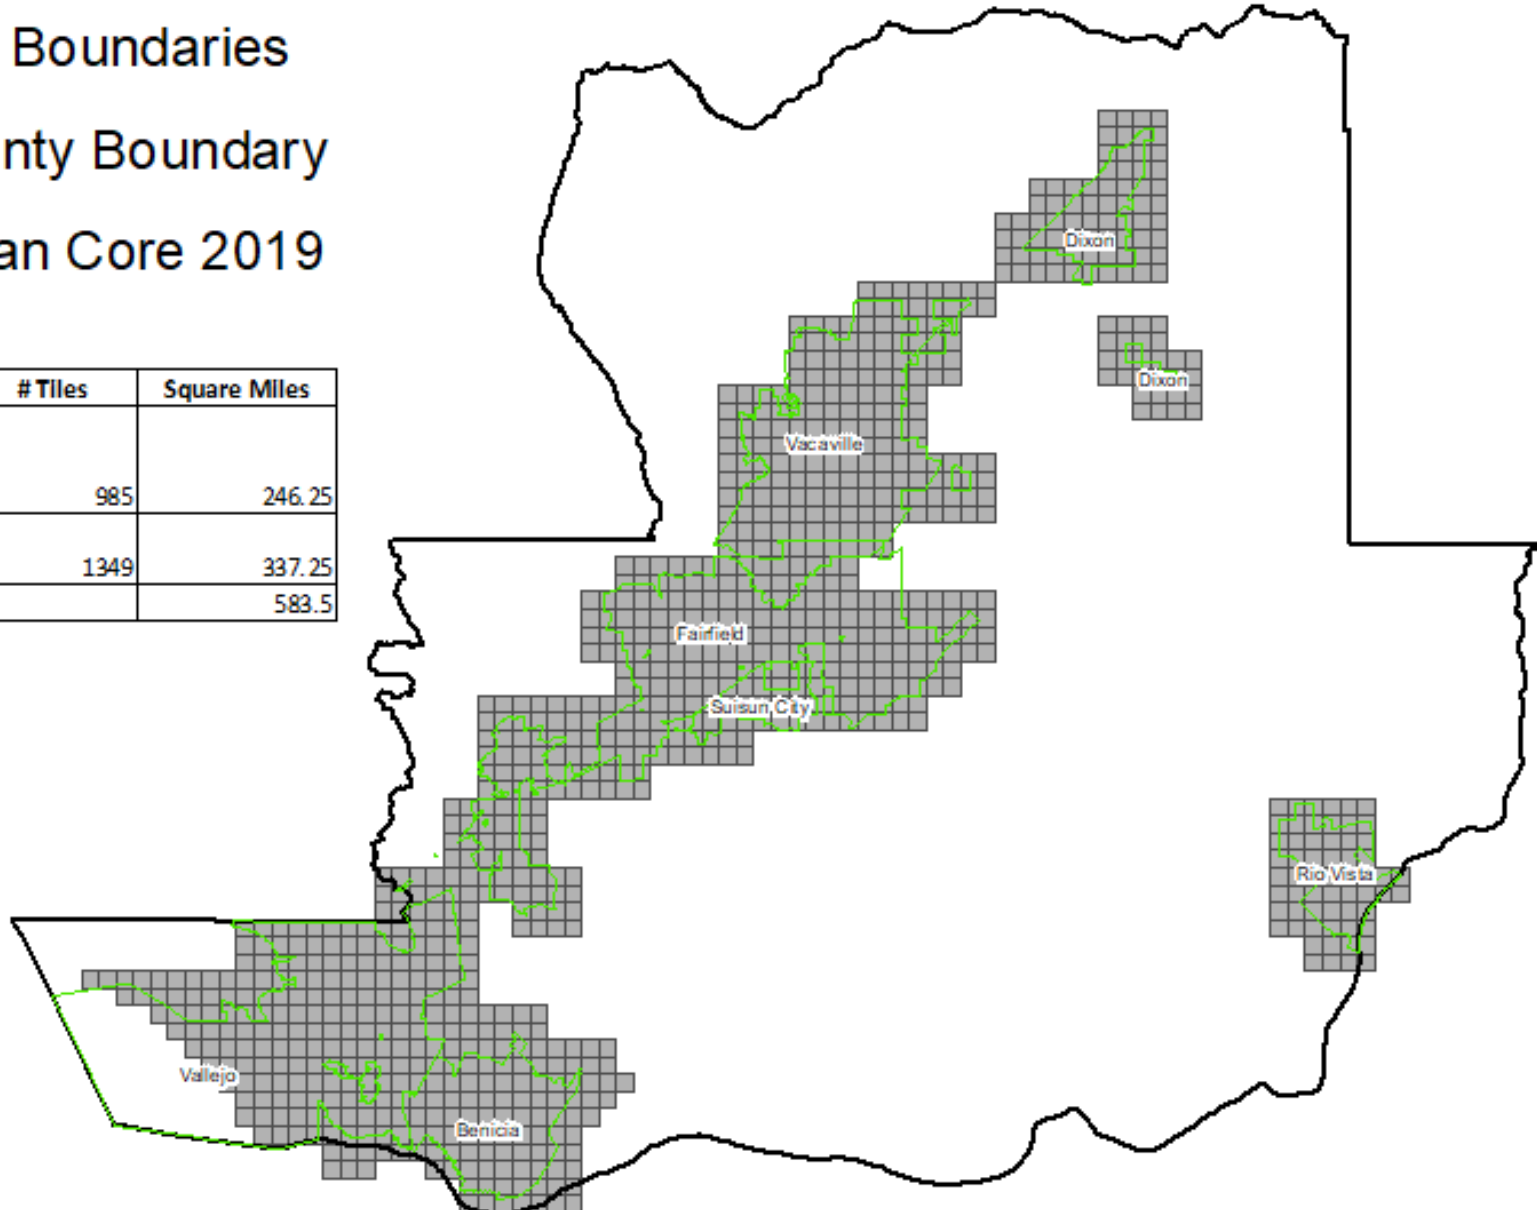 Boundaries
nty Boundary
an Core 2019
# Tiles Square Miles
985 246.25
1349 337.25
583.5
Dixon
Dixon
Vacaville
Fairfield
Suisun City
Rio Vista
Vallejo
Benicia